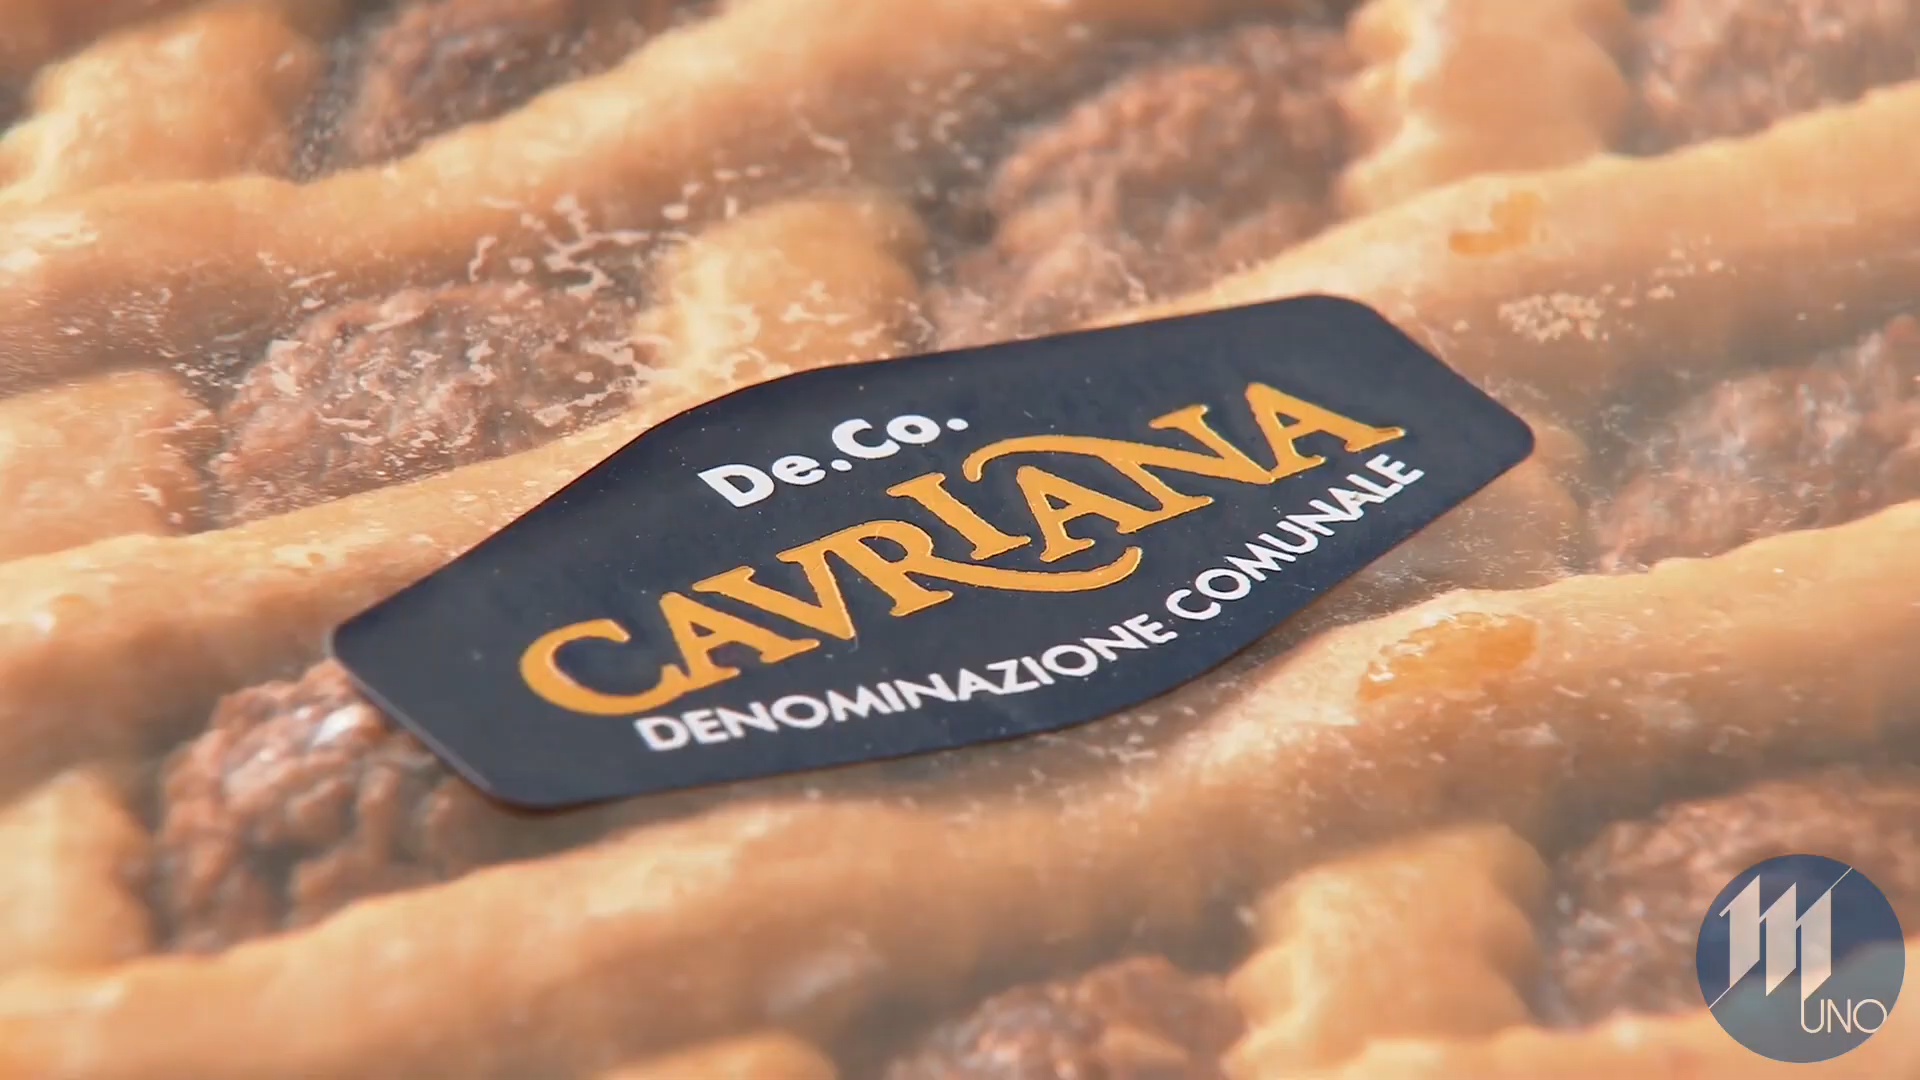 De.Co.
CAVRIANA
DENOMINAZIONE COMUNALE
M
UNO